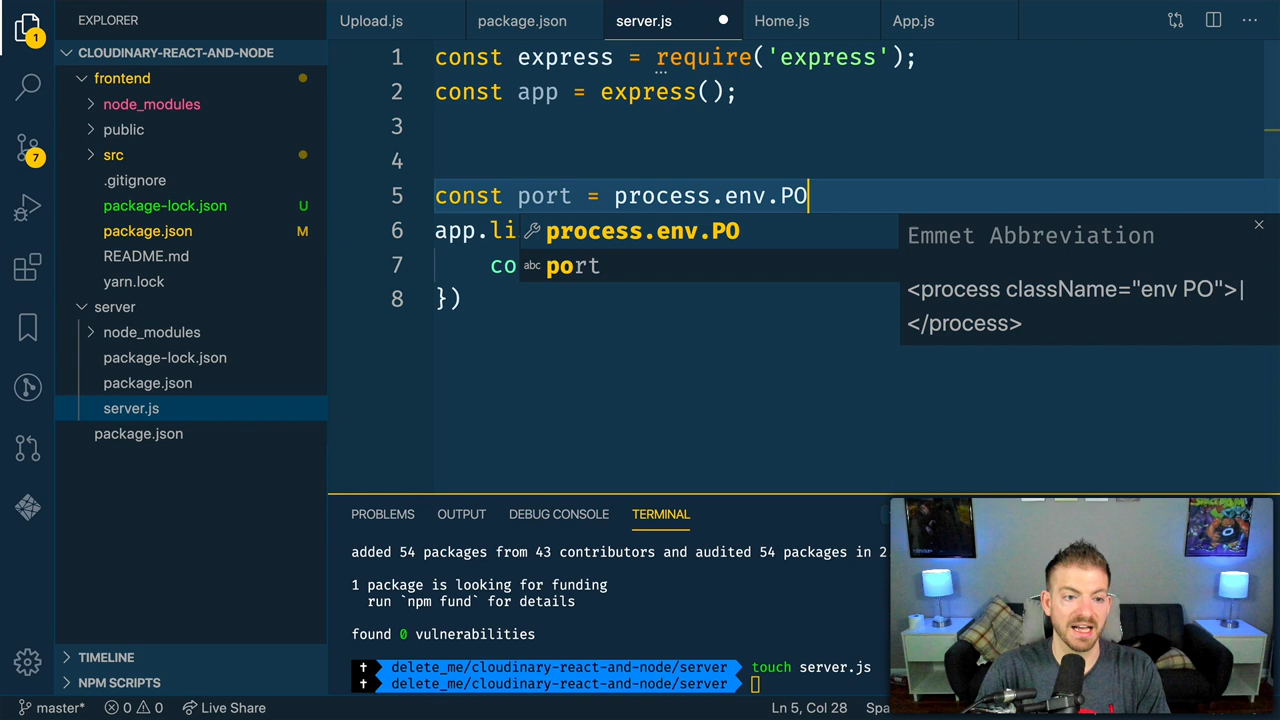 EXPLORER
Upload.js
package.json
server.js
Home.js
App.js
CLOUDINARY-REACT-AND-NODE
frontend
node_modules
public
src
.gitignore
package-lock.json U
package.json M
README.md
yarn.lock
server
node_modules
package-lock.json
package.json
server.js
package.json
TIMELINE
NPM SCRIPTS
1
7
1 const express = require('express');
2 const app = express();
3
4
5 const port = process.env.PO
6 app.li
7 co
8 })
process.env.PO
abc port
Emmet Abbreviation
<process className="env PO">|
</process>
PROBLEMS
OUTPUT
DEBUG CONSOLE
TERMINAL
added 54 packages from 43 contributors and audited 54 packages in 2
1 package is looking for funding
run `npm fund` for details
found 0 vulnerabilities
delete_me/cloudinary-react-and-node/server touch server.js
delete_me/cloudinary-react-and-node/server
master*
0
0
Live Share
Ln 5, Col 28
Spa